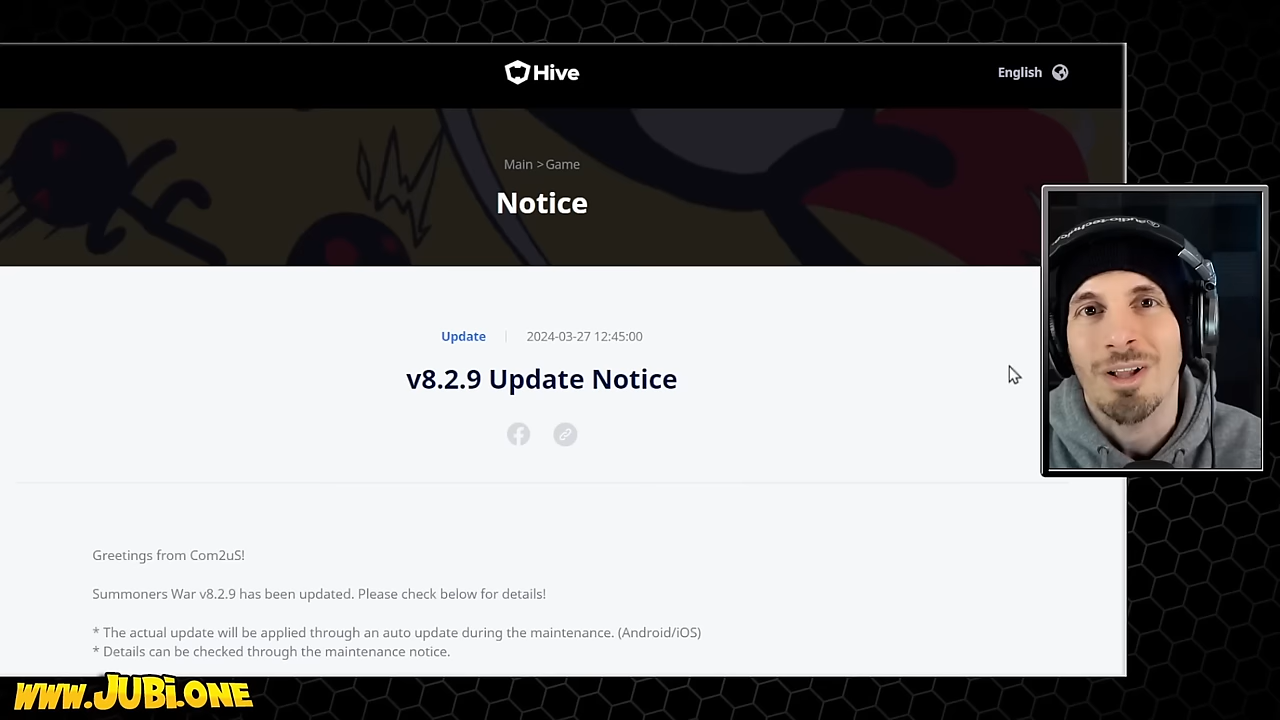 Hive
English
Main > Game
Notice
Update | 2024-03-27 12:45:00
v8.2.9 Update Notice
Greetings from Com2uS!
Summoners War v8.2.9 has been updated. Please check below for details!
* The actual update will be applied through an auto update during the maintenance. (Android/iOS)
* Details can be checked through the maintenance notice.
audio-technica
www.JUBI.ONE